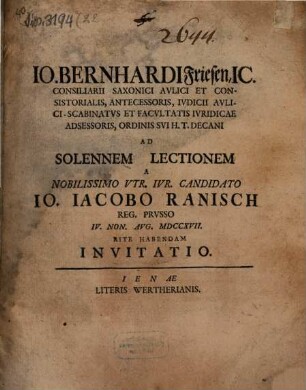 2644.
IO. BERNHARDI Friesen, IC.
CONSILIARII SAXONICI AVLICI ET CON-
SISTORIALIS, ANTECESSORIS, IVDICII AVLI-
CI-SCABINATVS ET FACVLTATIS IVRIDICAE
ADSESSORIS, ORDINIS SVI H. T. DECANI
AD
SOLENNEM LECTIONEM
A
NOBILISSIMO VTR. IVR. CANDIDATO
IO. IACOBO RANISCH
REG. PRVSSO
IV. NON. AVG. MDCCXVII.
RITE HABENDAM
INVITATIO.
IENAE
LITERIS WERTHERIANIS.